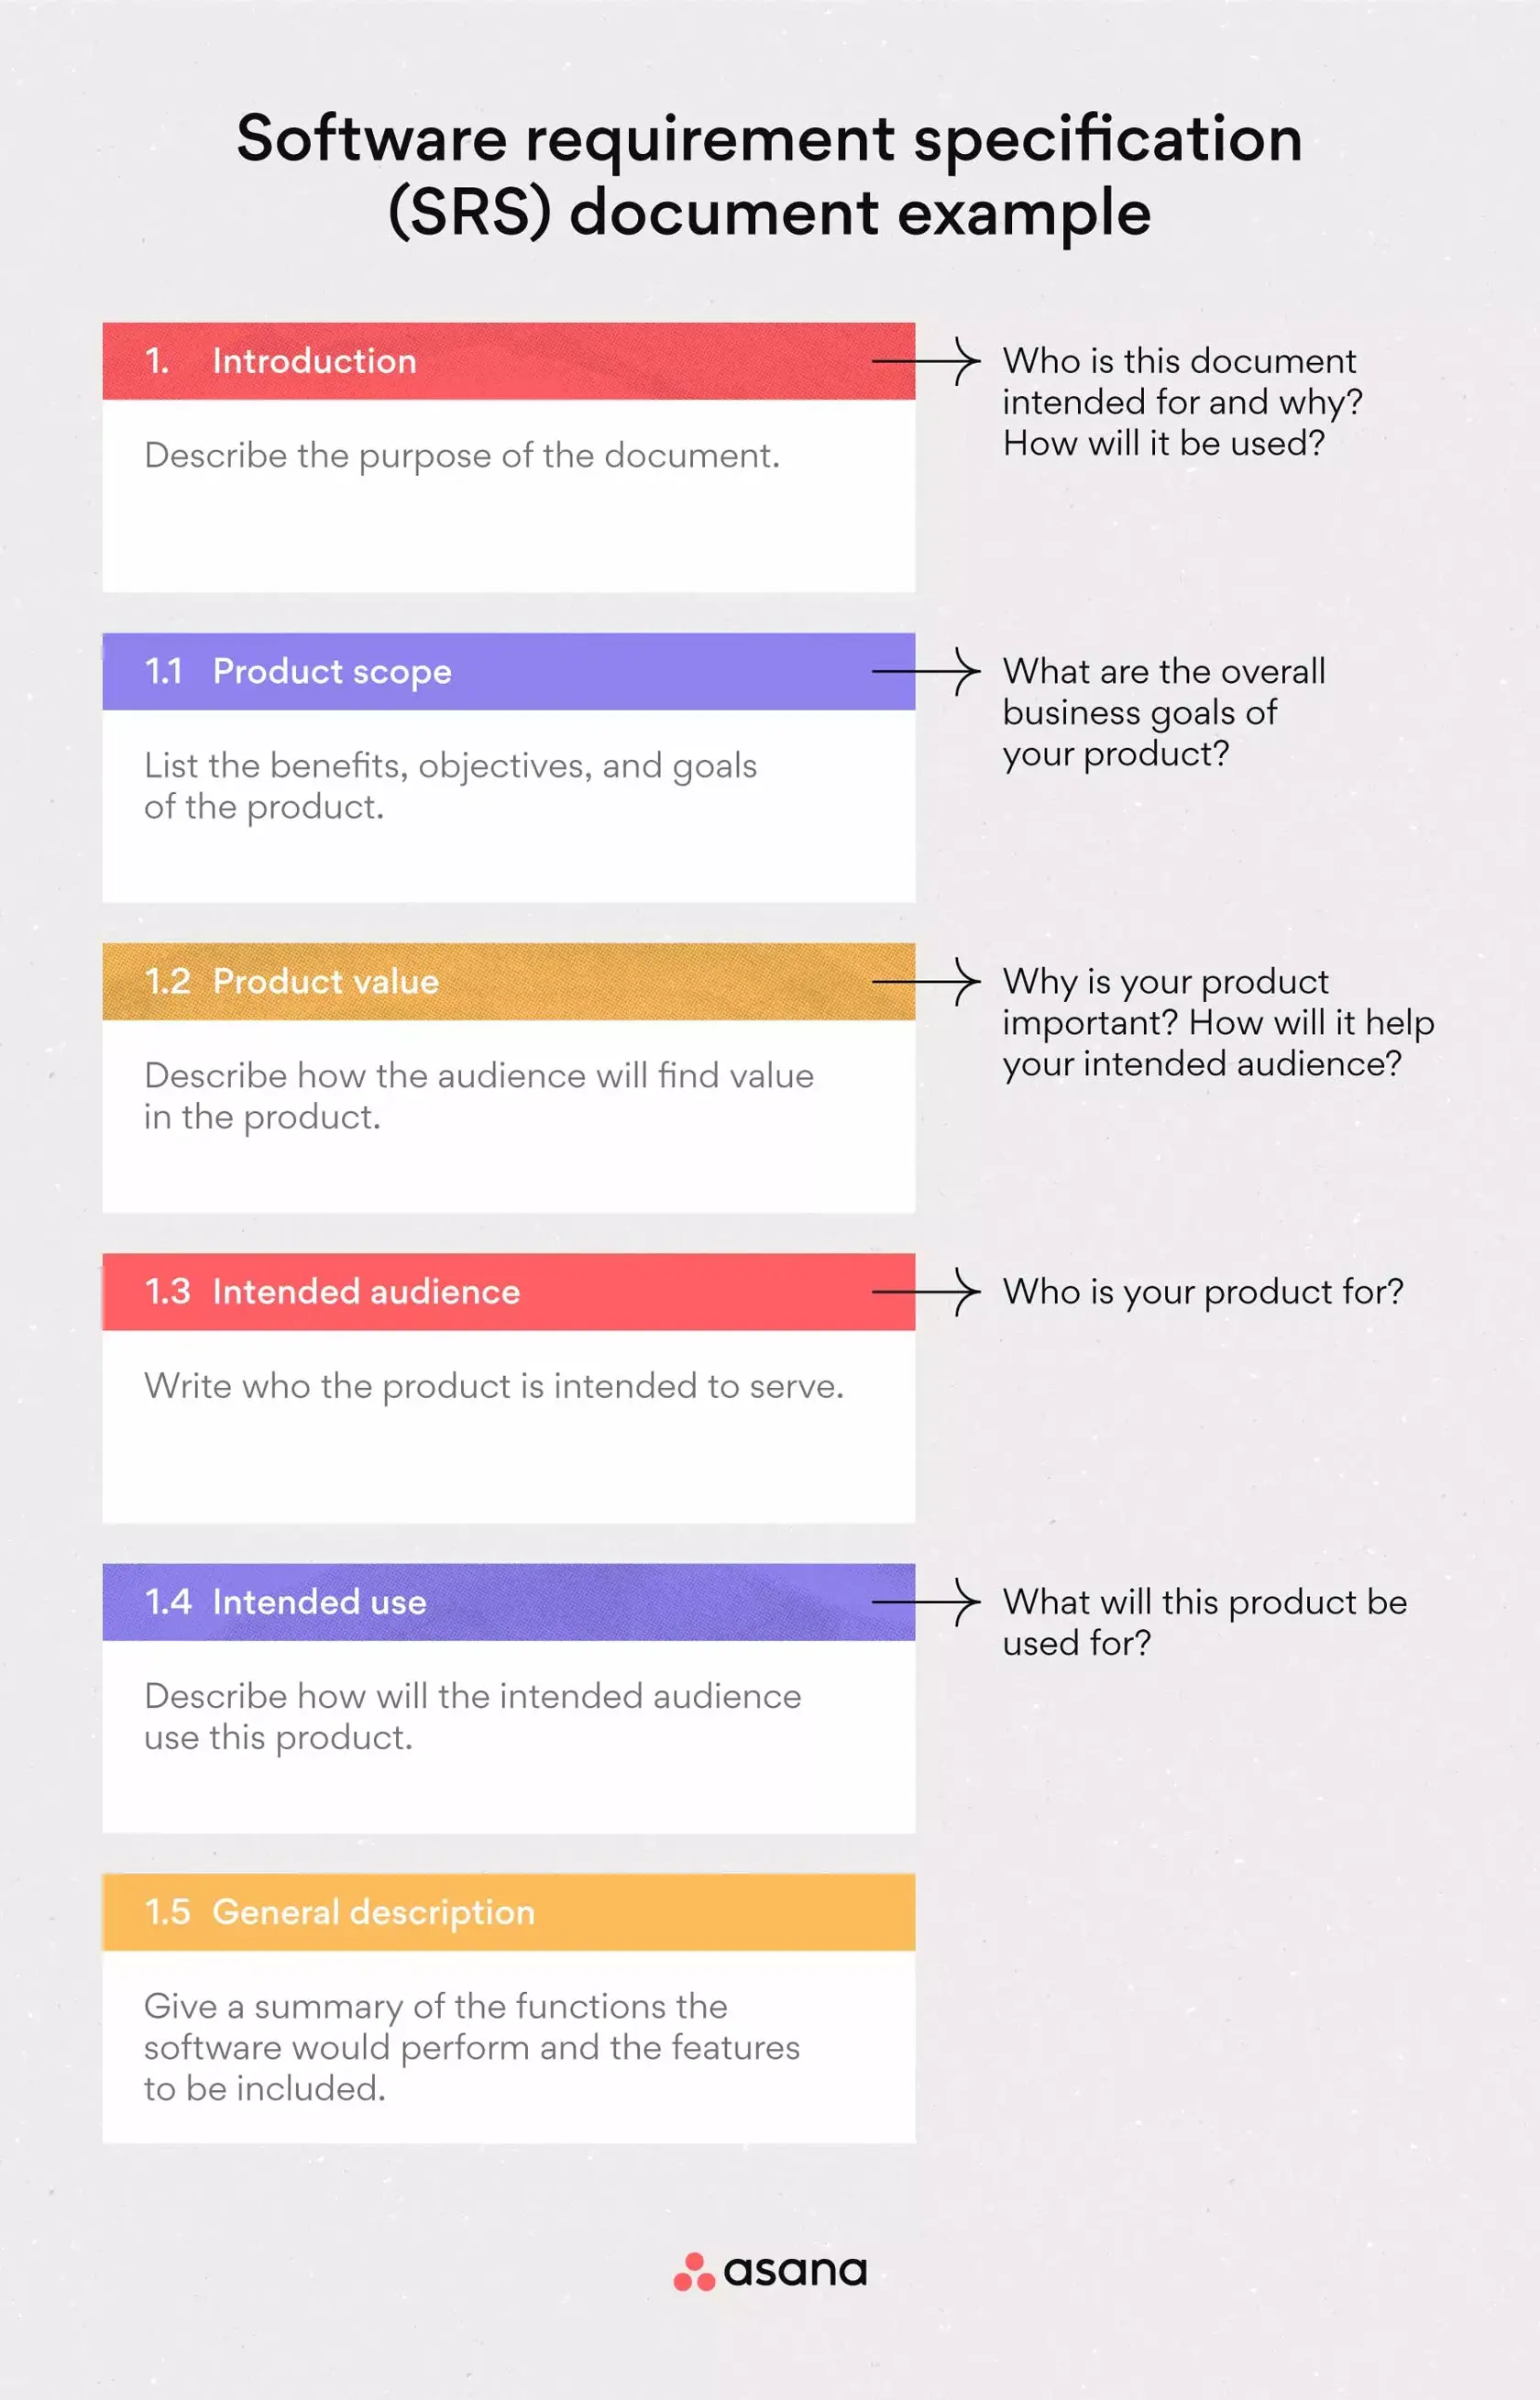 Software requirement specification
(SRS) document example
1. Introduction
Describe the purpose of the document.
Who is this document
intended for and why?
How will it be used?
1.1 Product scope
List the benefits, objectives, and goals
of the product.
What are the overall
business goals of
your product?
1.2 Product value
Describe how the audience will find value
in the product.
Why is your product
important? How will it help
your intended audience?
1.3 Intended audience
Write who the product is intended to serve.
Who is your product for?
1.4 Intended use
Describe how will the intended audience
use this product.
What will this product be
used for?
1.5 General description
Give a summary of the functions the
software would perform and the features
to be included.
asana